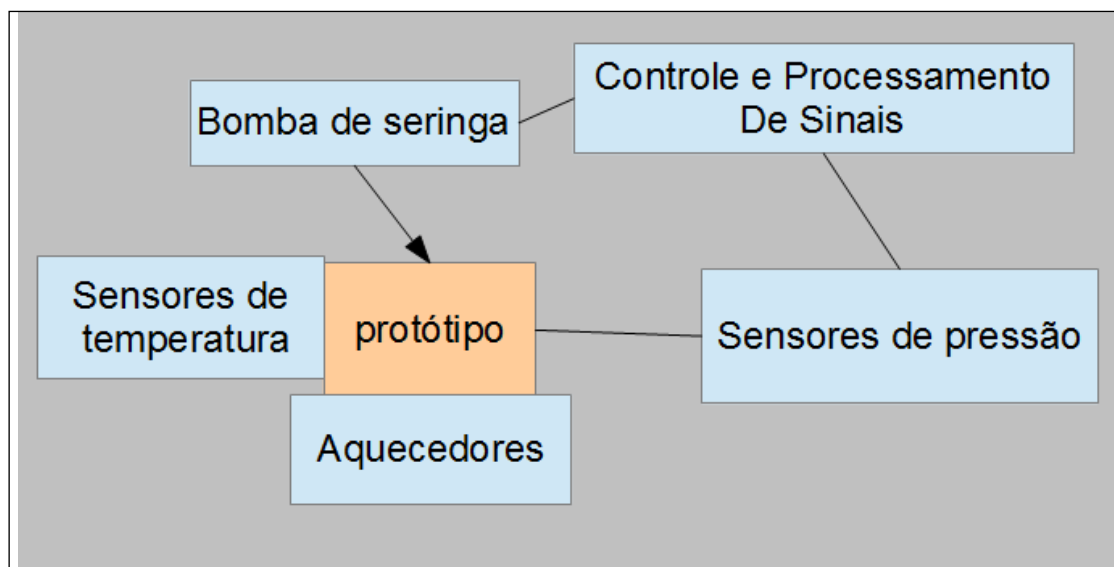 Controle e Processamento
De Sinais
Bomba de seringa
Sensores de
temperatura
protótipo
Sensores de pressão
Aquecedores